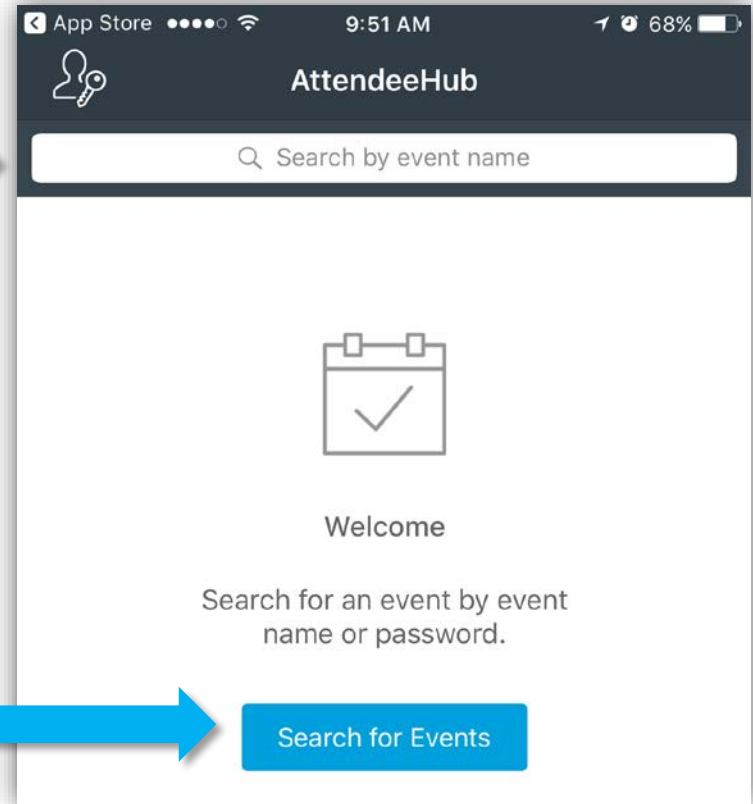 App Store 9:51 AM 68%
AttendeeHub
Search by event name
Welcome
Search for an event by event
name or password.
Search for Events